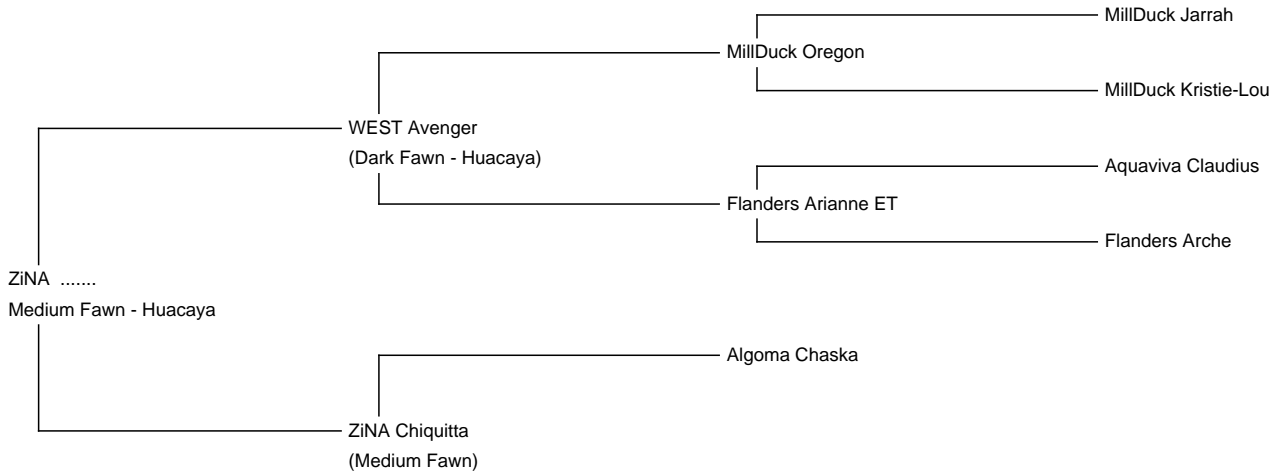 MillDuck Jarrah
MillDuck Oregon
MillDuck Kristie-Lou
WEST Avenger
(Dark Fawn - Huacaya)
Aquaviva Claudius
Flanders Arianne ET
Flanders Arche
ZiNA .......
Medium Fawn - Huacaya
Algoma Chaska
ZiNA Chiquitta
(Medium Fawn)